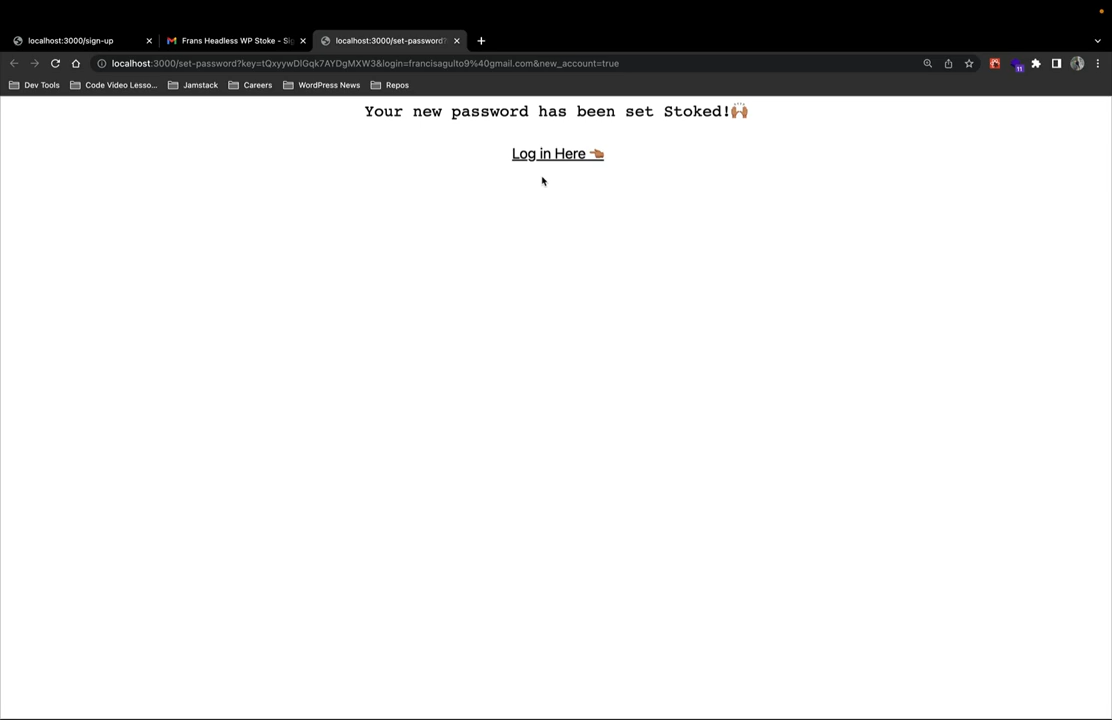 localhost:3000/sign-up
Frans Headless WP Stoke - Si
localhost:3000/set-password?
localhost:3000/set-password?key=tQxyywDlGqk7AYDgMXW3&login=francisagulto9%40gmail.com&new_account=true
11
Dev Tools
Code Video Lesso...
Jamstack
Careers
WordPress News
Repos
Your new password has been set Stoked!🙌🏽
Log in Here 👈🏽